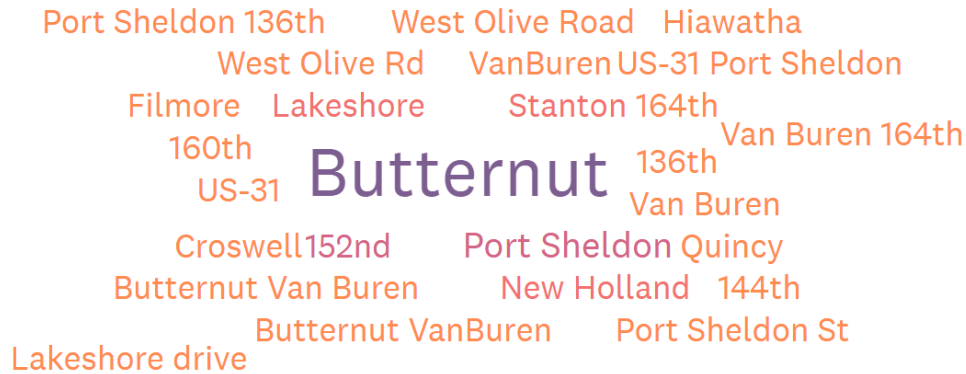 Port Sheldon 136th West Olive Road Hiawatha
West Olive Rd VanBuren US-31 Port Sheldon
Filmore Lakeshore Stanton 164th
Van Buren 164th
160th Butternut 136th
US-31 Van Buren
Croswell 152nd Port Sheldon Quincy
Butternut Van Buren New Holland 144th
Butternut VanBuren Port Sheldon St
Lakeshore drive